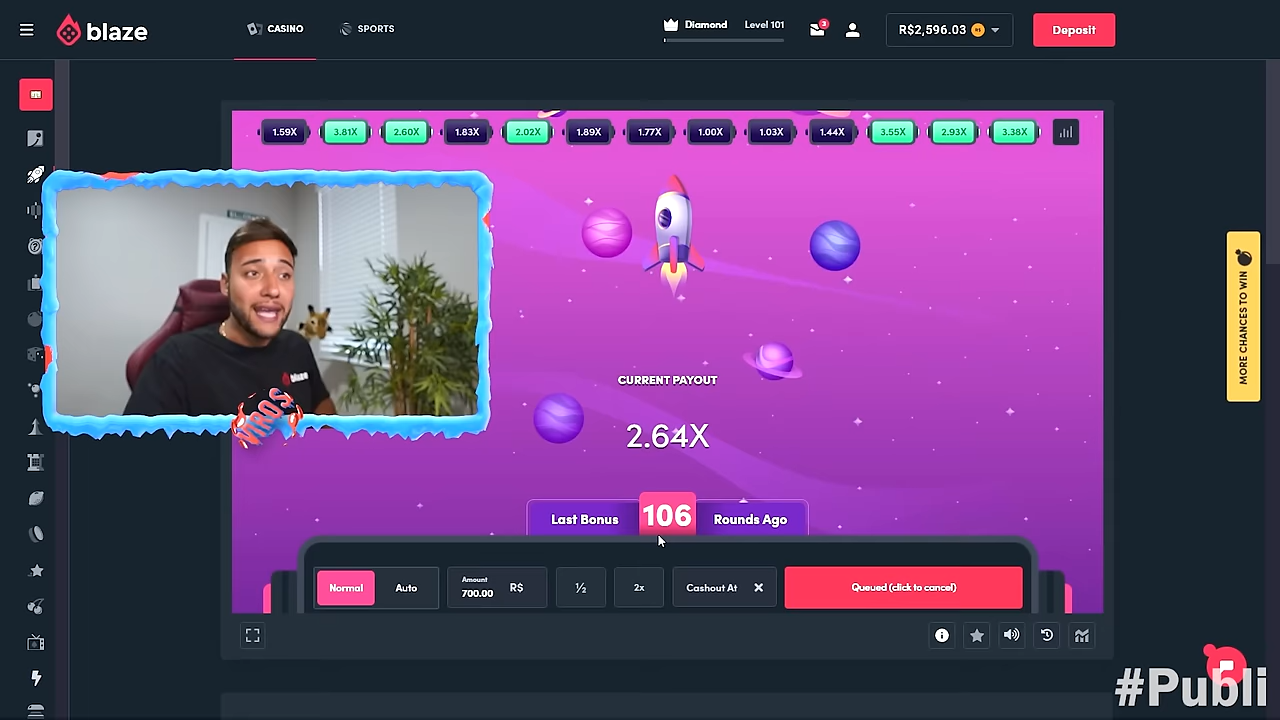 blaze
CASINO
SPORTS
Diamond
Level 101
3
R$2,596.03
R$
Deposit
1.59X
3.81X
2.60X
1.83X
2.02X
1.89X
1.77X
1.00X
1.03X
1.44X
3.55X
2.93X
3.38X
blaze
VIROS
CURRENT PAYOUT
2.64X
Last Bonus
106
Rounds Ago
MORE CHANCES TO WIN
Normal
Auto
Amount
700.00
R$
½
2x
Cashout At
Queued (click to cancel)
#Publi